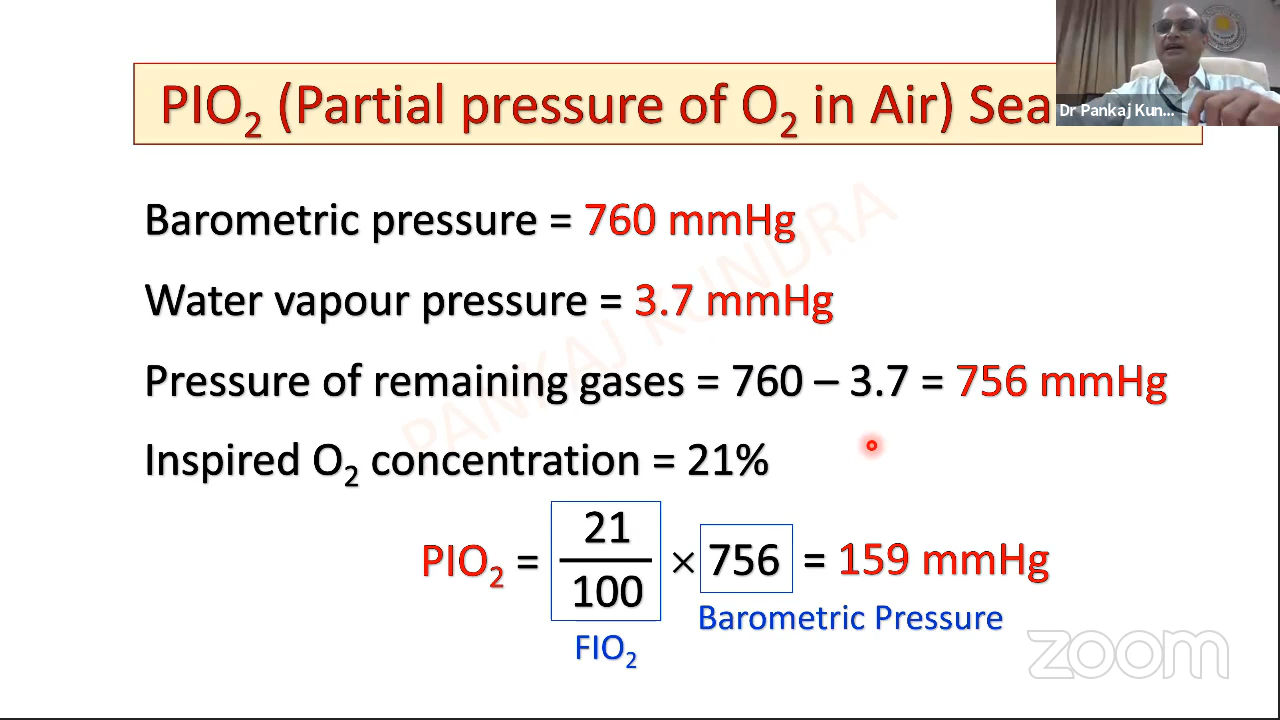 PIO₂ (Partial pressure of O₂ in Air) Sea
Dr Pankaj Kun...
Barometric pressure = 760 mmHg
Water vapour pressure = 3.7 mmHg
Pressure of remaining gases = 760 – 3.7 = 756 mmHg
Inspired O₂ concentration = 21%
PIO₂ = 21/100 × 756 = 159 mmHg
FIO₂
Barometric Pressure
PANKAJ KUNDRA
zoom